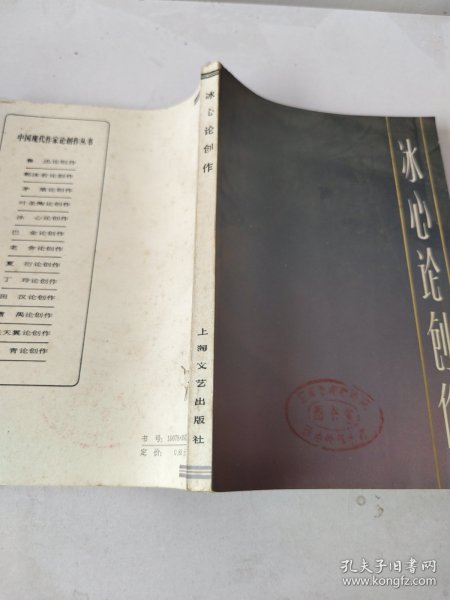 中国现代作家论创作丛书
鲁 迅论创作
郭沫若论创作
茅 盾论创作
叶圣陶论创作
冰 心论创作
巴 金论创作
老 舍论创作
夏 衍论创作
丁 玲论创作
田 汉论创作
曹 禺论创作
天翼论创作
青论创作
书号:10078·
定价:
冰心论创作
上海文艺出版社
冰心论创作
孔夫子旧书网
www.kongfz.com